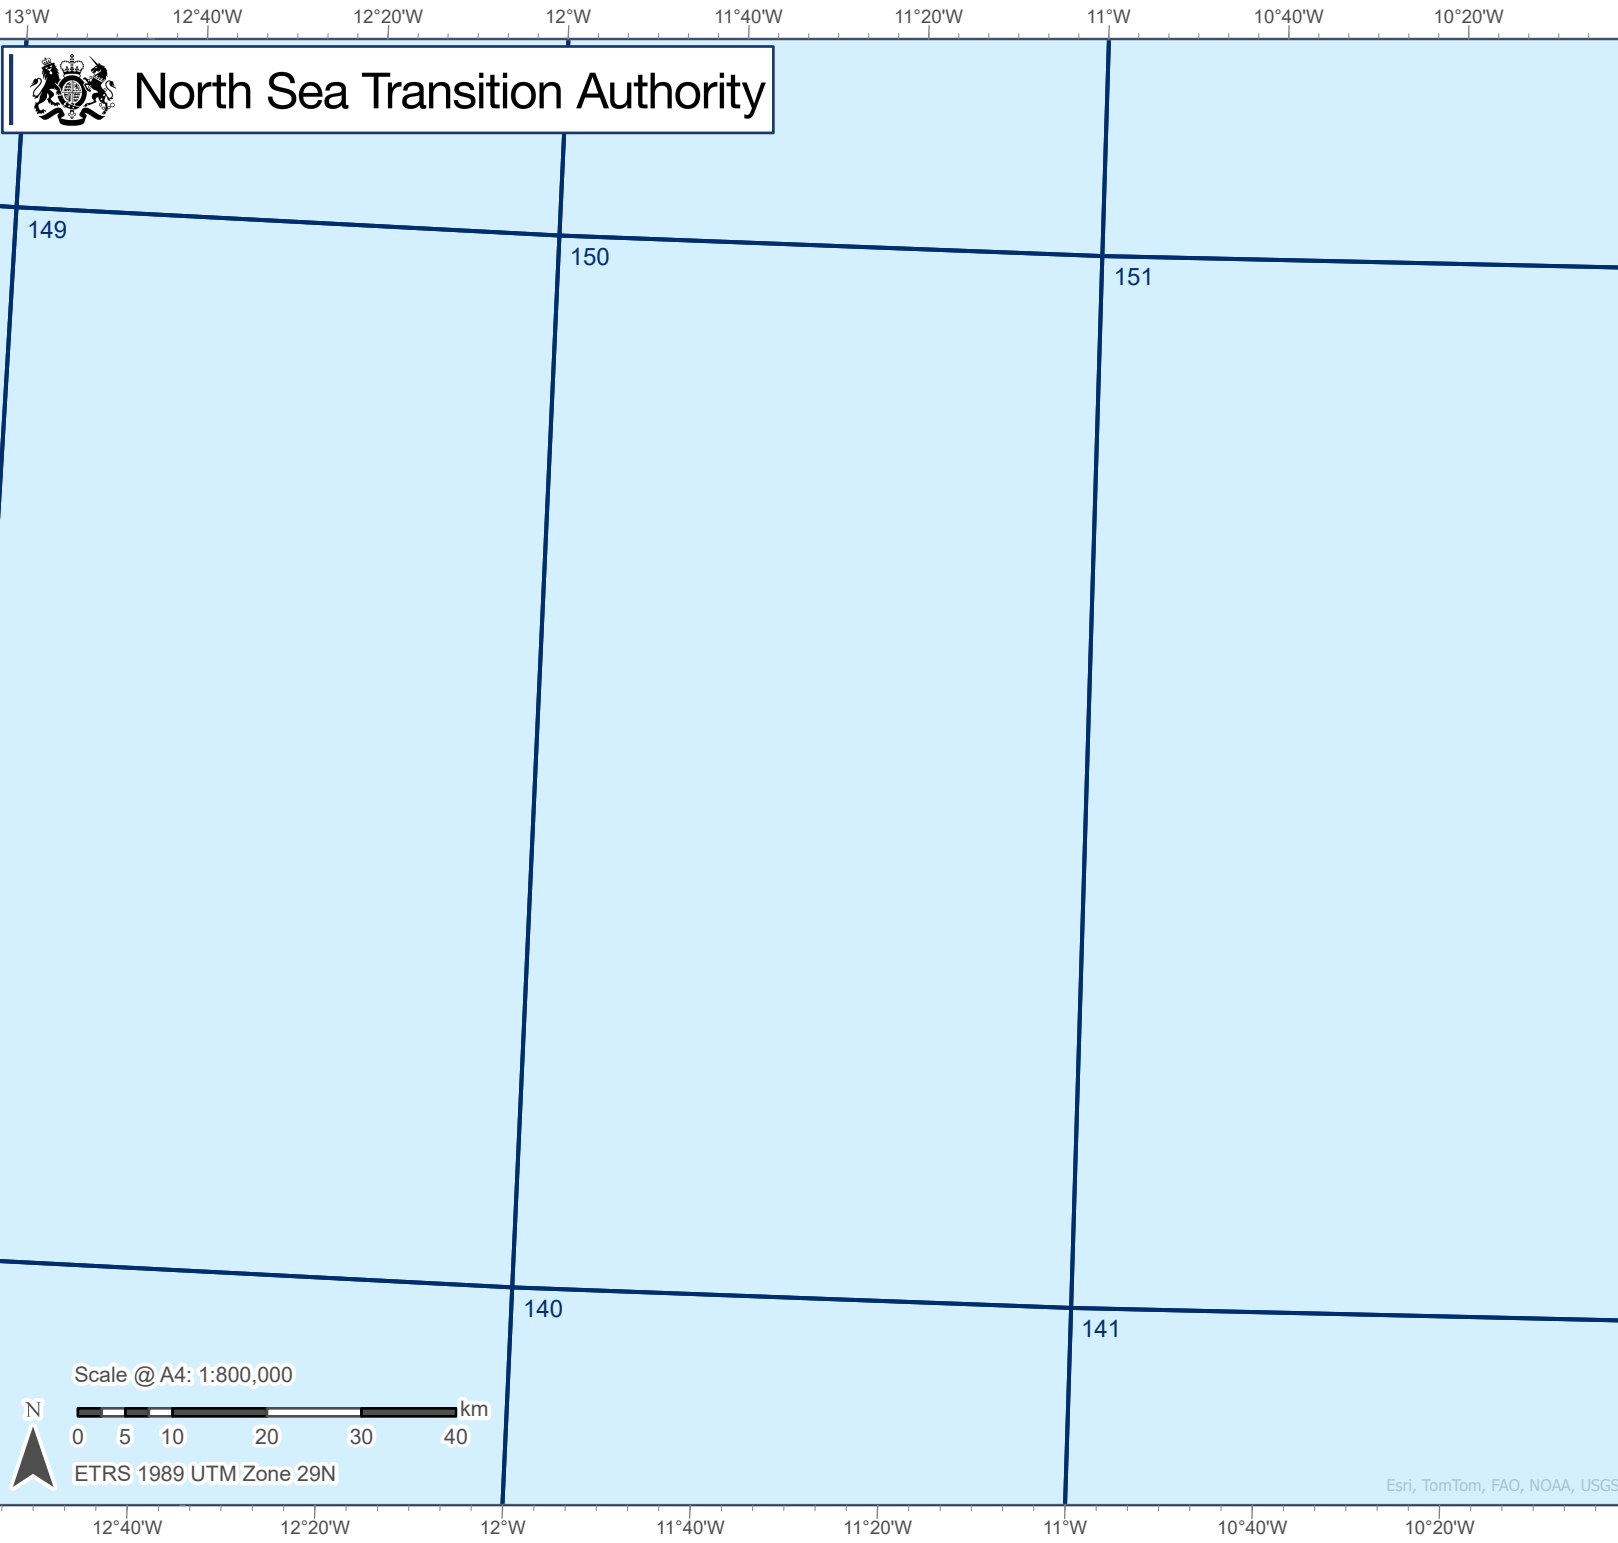 13°W 12°40'W 12°20'W 12°W 11°40'W 11°20'W 11°W 10°40'W 10°20'W
North Sea Transition Authority
149
150
151
140
141
Scale @ A4: 1:800,000
N
km
0 5 10 20 30 40
ETRS 1989 UTM Zone 29N
Esri, TomTom, FAO, NOAA, USGS
12°40'W 12°20'W 12°W 11°40'W 11°20'W 11°W 10°40'W 10°20'W